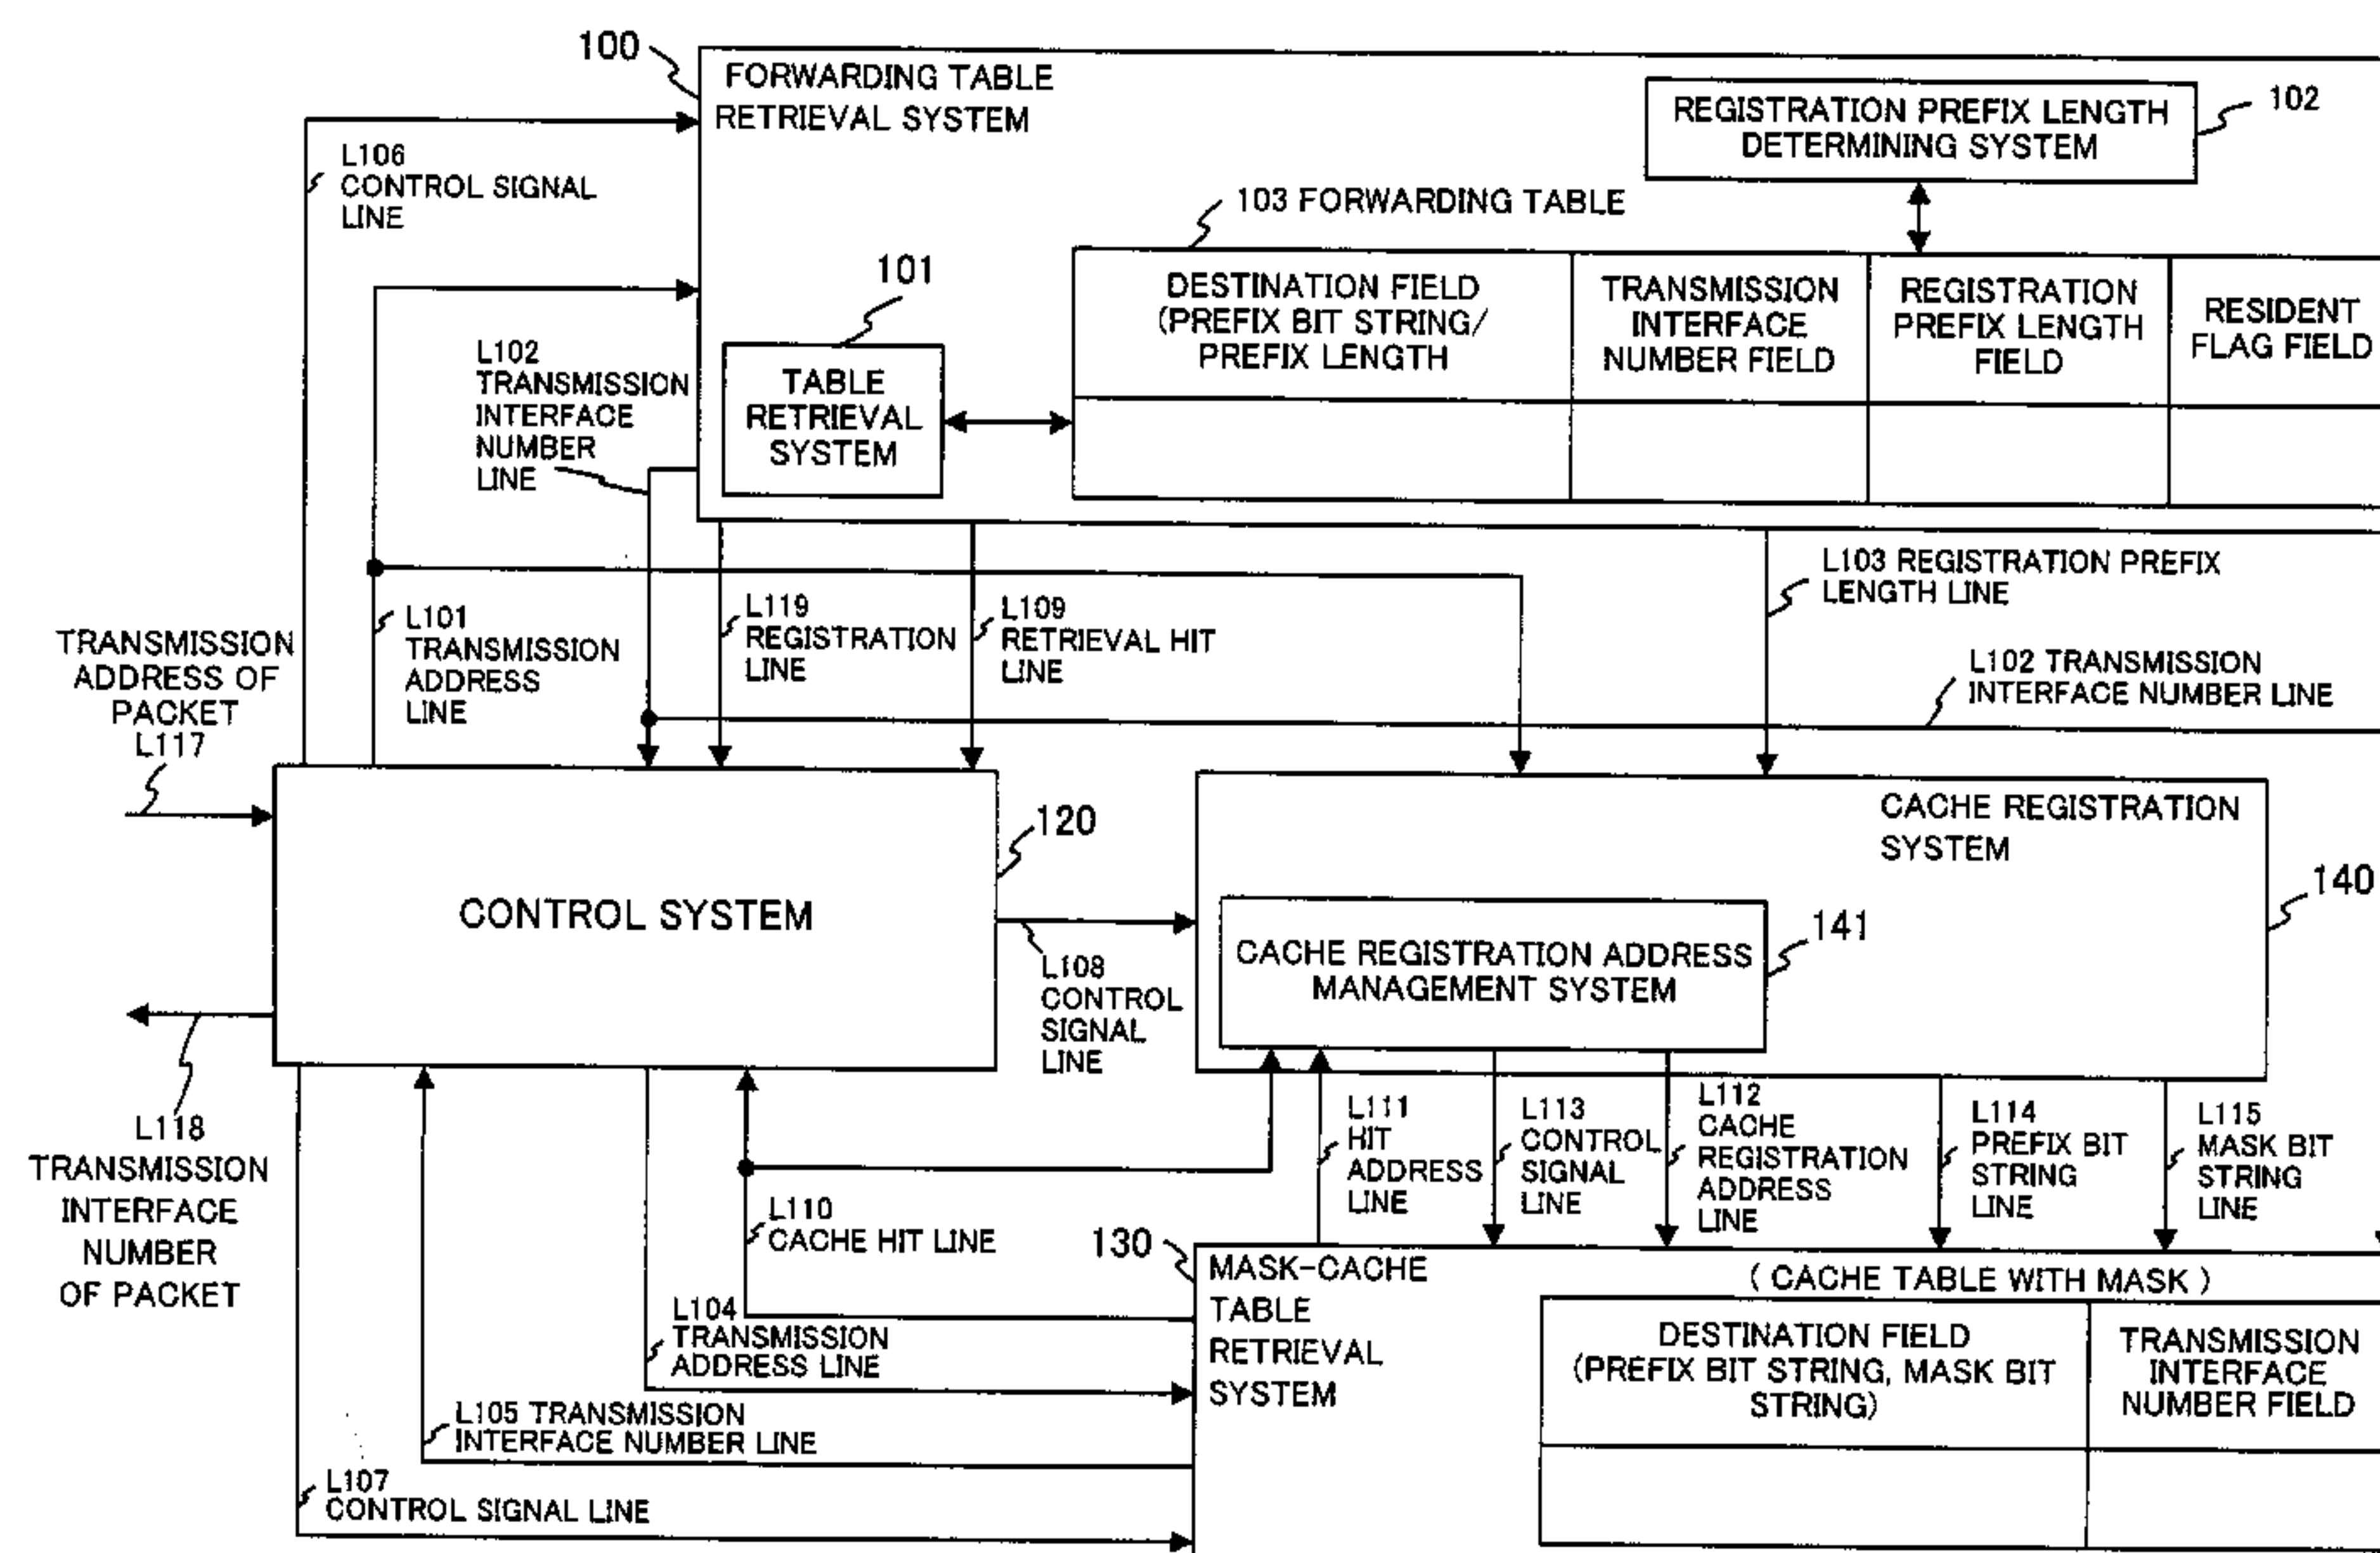 100
FORWARDING TABLE
RETRIEVAL SYSTEM
REGISTRATION PREFIX LENGTH
DETERMINING SYSTEM
102
L106
CONTROL SIGNAL
LINE
103 FORWARDING TABLE
101
DESTINATION FIELD
(PREFIX BIT STRING/
PREFIX LENGTH
TRANSMISSION
INTERFACE
NUMBER FIELD
REGISTRATION
PREFIX LENGTH
FIELD
RESIDENT
FLAG FIELD
L102
TRANSMISSION
INTERFACE
NUMBER
LINE
TABLE
RETRIEVAL
SYSTEM
L103 REGISTRATION PREFIX
LENGTH LINE
L101
TRANSMISSION
ADDRESS
LINE
L119
REGISTRATION
LINE
L109
RETRIEVAL HIT
LINE
L102 TRANSMISSION
INTERFACE NUMBER LINE
TRANSMISSION
ADDRESS OF
PACKET
L117
120
CONTROL SYSTEM
CACHE REGISTRATION
SYSTEM
140
CACHE REGISTRATION ADDRESS
MANAGEMENT SYSTEM
141
L108
CONTROL
SIGNAL
LINE
L118
TRANSMISSION
INTERFACE
NUMBER
OF PACKET
L111
HIT
ADDRESS
LINE
L113
CONTROL
SIGNAL
LINE
L112
CACHE
REGISTRATION
ADDRESS
LINE
L114
PREFIX BIT
STRING
LINE
L115
MASK BIT
STRING
LINE
L110
CACHE HIT LINE
130
MASK-CACHE
TABLE
RETRIEVAL
SYSTEM
( CACHE TABLE WITH MASK )
DESTINATION FIELD
(PREFIX BIT STRING, MASK BIT
STRING)
TRANSMISSION
INTERFACE
NUMBER FIELD
L104
TRANSMISSION
ADDRESS LINE
L105 TRANSMISSION
INTERFACE NUMBER LINE
L107
CONTROL SIGNAL LINE